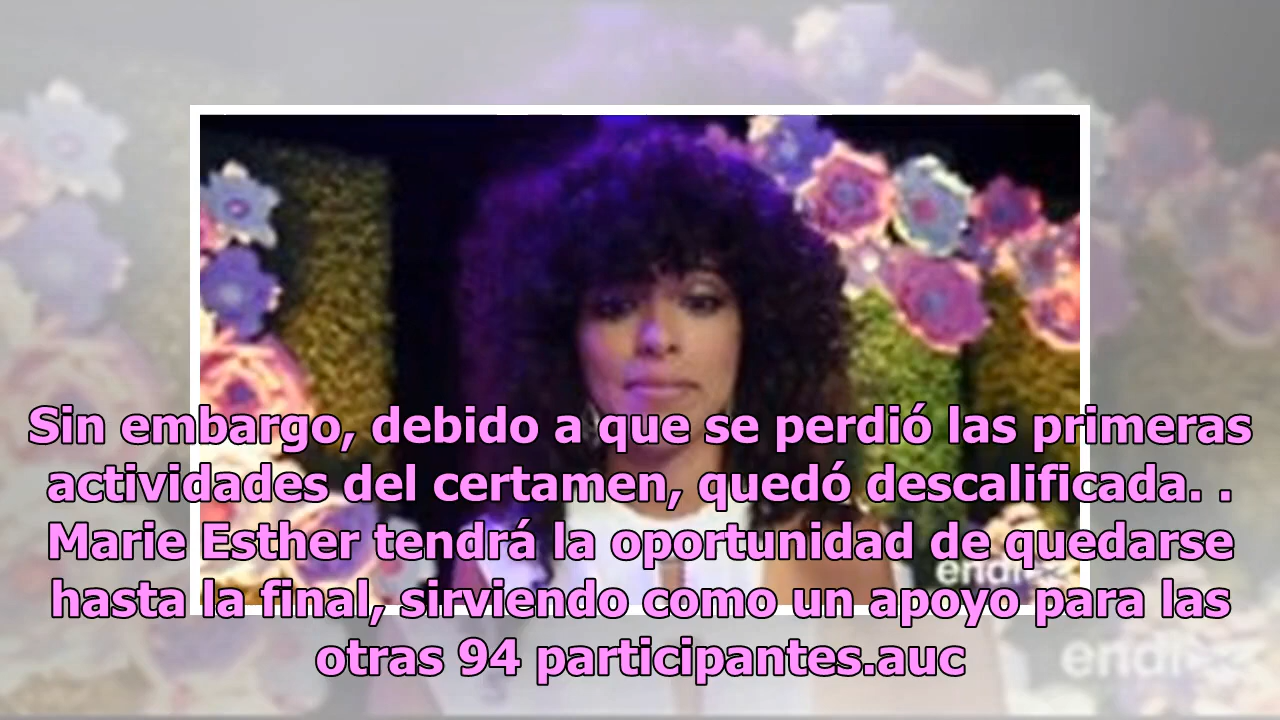 Sin embargo, debido a que se perdió las primeras
actividades del certamen, quedó descalificada. .
Marie Esther tendrá la oportunidad de quedarse
hasta la final, sirviendo como un apoyo para las
otras 94 participantes.auc